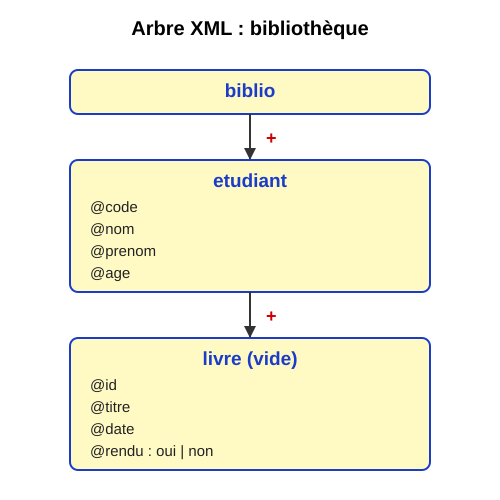 Arbre XML : bibliothèque
biblio
+
etudiant
@code
@nom
@prenom
@age
+
livre (vide)
@id
@titre
@date
@rendu : oui | non